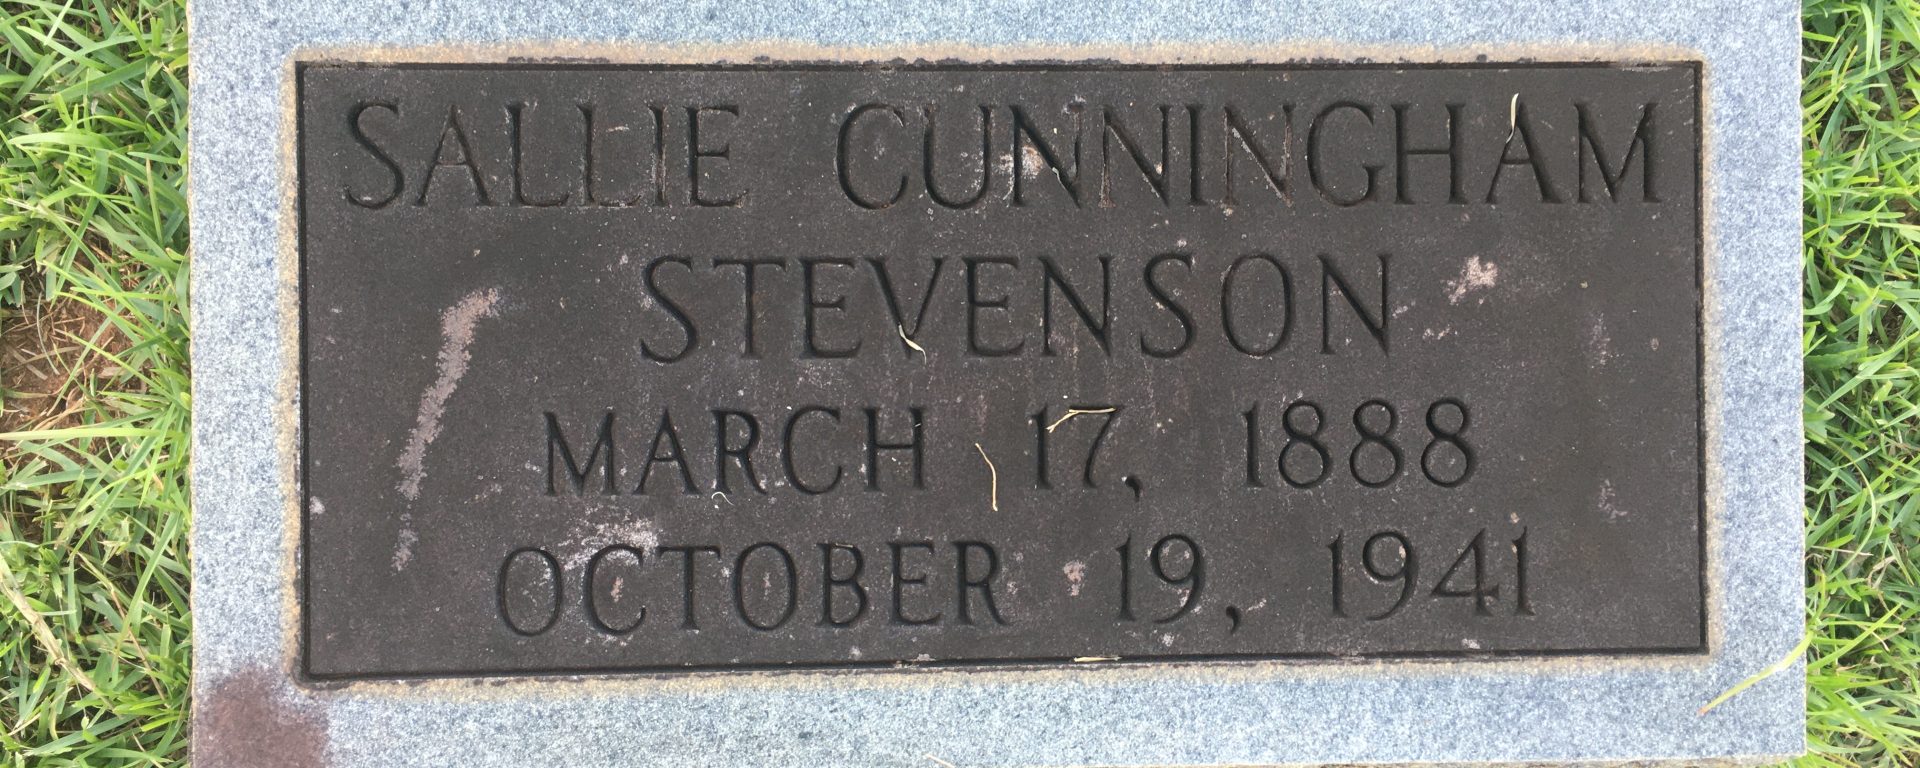 SALLIE CUNNINGHAM
STEVENSON
MARCH 17, 1888
OCTOBER 19, 1941